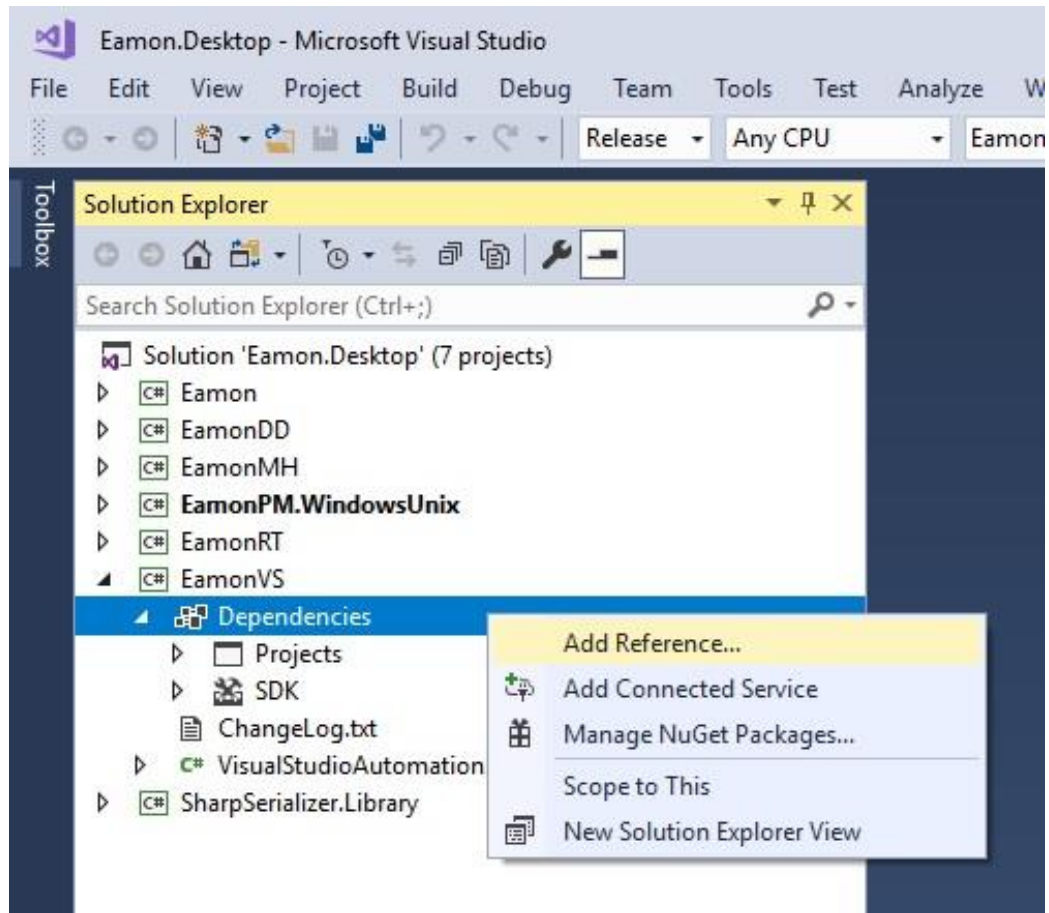 Eamon.Desktop - Microsoft Visual Studio
File Edit View Project Build Debug Team Tools Test Analyze W
Release Any CPU Eamon
Toolbox
Solution Explorer
Search Solution Explorer (Ctrl+;)
Solution 'Eamon.Desktop' (7 projects)
C# Eamon
C# EamonDD
C# EamonMH
C# EamonPM.WindowsUnix
C# EamonRT
C# EamonVS
Dependencies
Projects
SDK
ChangeLog.txt
C# VisualStudioAutomation
C# SharpSerializer.Library
Add Reference...
Add Connected Service
Manage NuGet Packages...
Scope to This
New Solution Explorer View